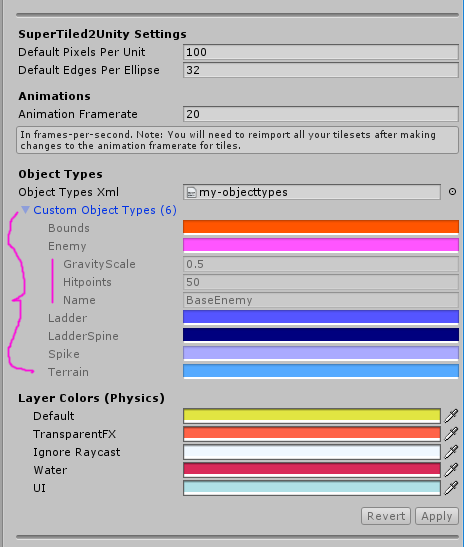 SuperTiled2Unity Settings
Default Pixels Per Unit 100
Default Edges Per Ellipse 32
Animations
Animation Framerate 20
In frames-per-second. Note: You will need to reimport all your tilesets after making
changes to the animation framerate for tiles.
Object Types
Object Types Xml my-objecttypes
Custom Object Types (6)
Bounds
Enemy
GravityScale 0.5
Hitpoints 50
Name BaseEnemy
Ladder
LadderSpine
Spike
Terrain
Layer Colors (Physics)
Default
TransparentFX
Ignore Raycast
Water
UI
Revert Apply